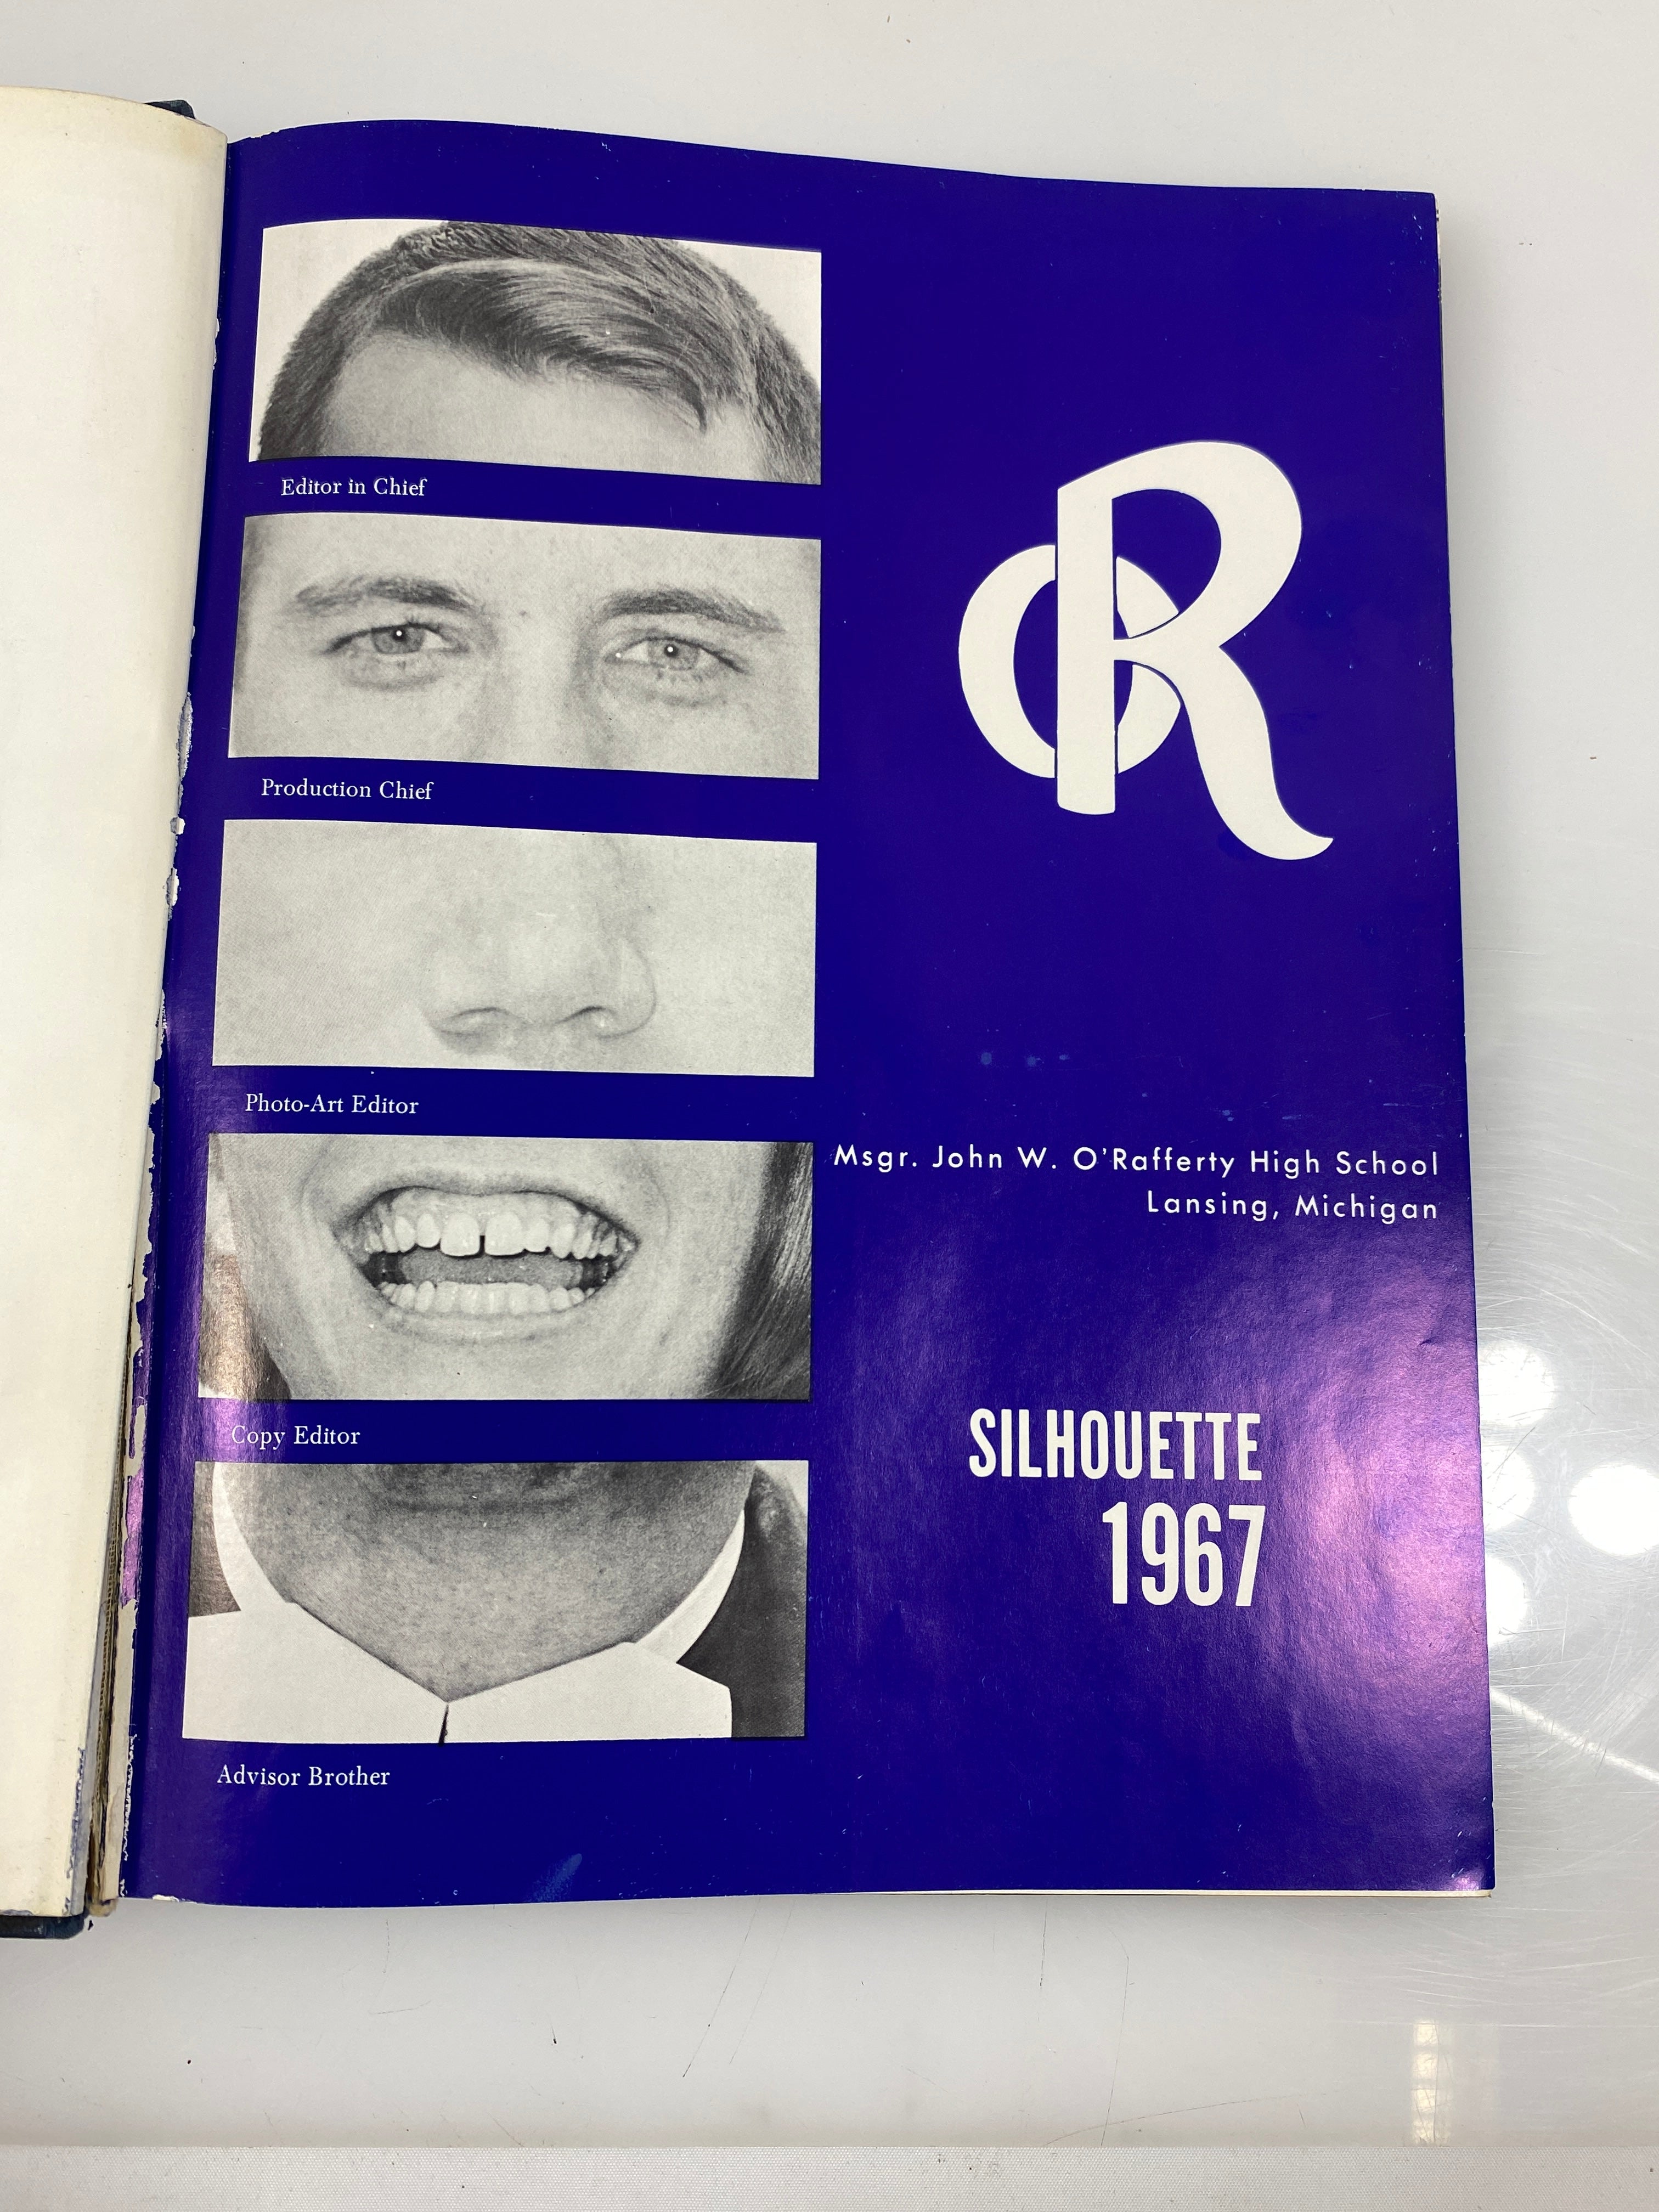 Editor in Chief
Production Chief
Photo-Art Editor
Copy Editor
Advisor Brother
OR
Msgr. John W. O'Rafferty High School
Lansing, Michigan
SILHOUETTE
1967